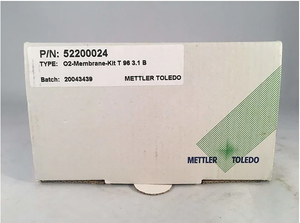 P/N: 52200024
TYPE: O2-Membrane-Kit T 96 3.1 B
Batch: 20043439 METTLER TOLEDO
METTLER TOLEDO